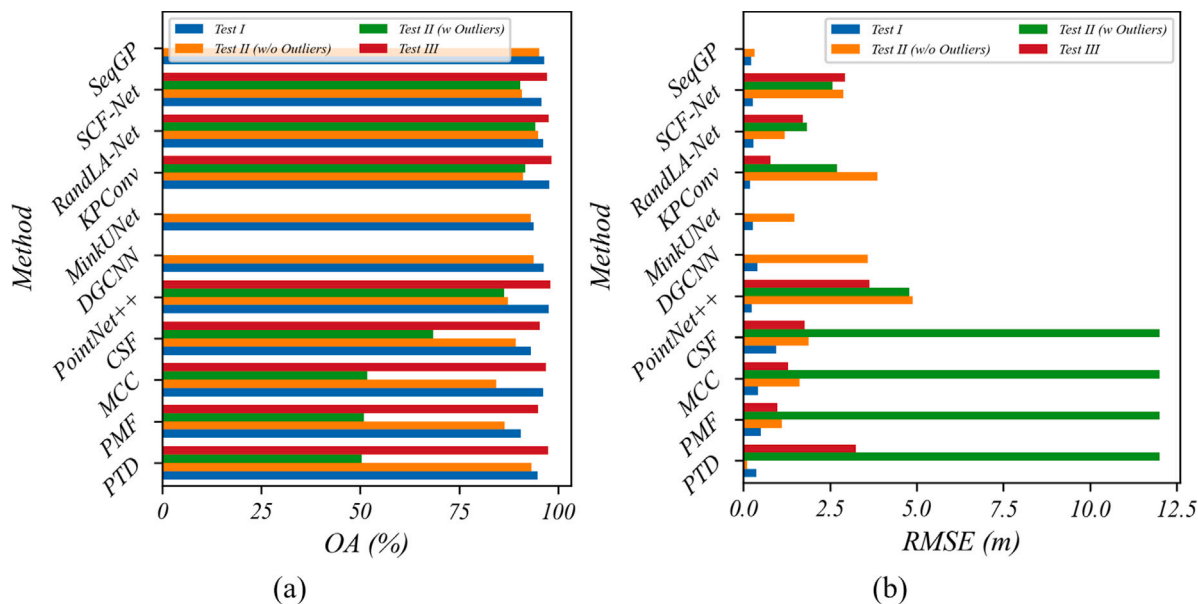 Test I
Test II (w/o Outliers)
Test II (w Outliers)
Test III
SeqGP
SCF-Net
RandLA-Net
KPConv
MinkUNet
DGCNN
PointNet++
CSF
MCC
PMF
PTD
Method
0 25 50 75 100
OA (%)
(a)
Test I
Test II (w/o Outliers)
Test II (w Outliers)
Test III
SeqGP
SCF-Net
RandLA-Net
KPConv
MinkUNet
DGCNN
PointNet++
CSF
MCC
PMF
PTD
Method
0.0 2.5 5.0 7.5 10.0 12.5
RMSE (m)
(b)